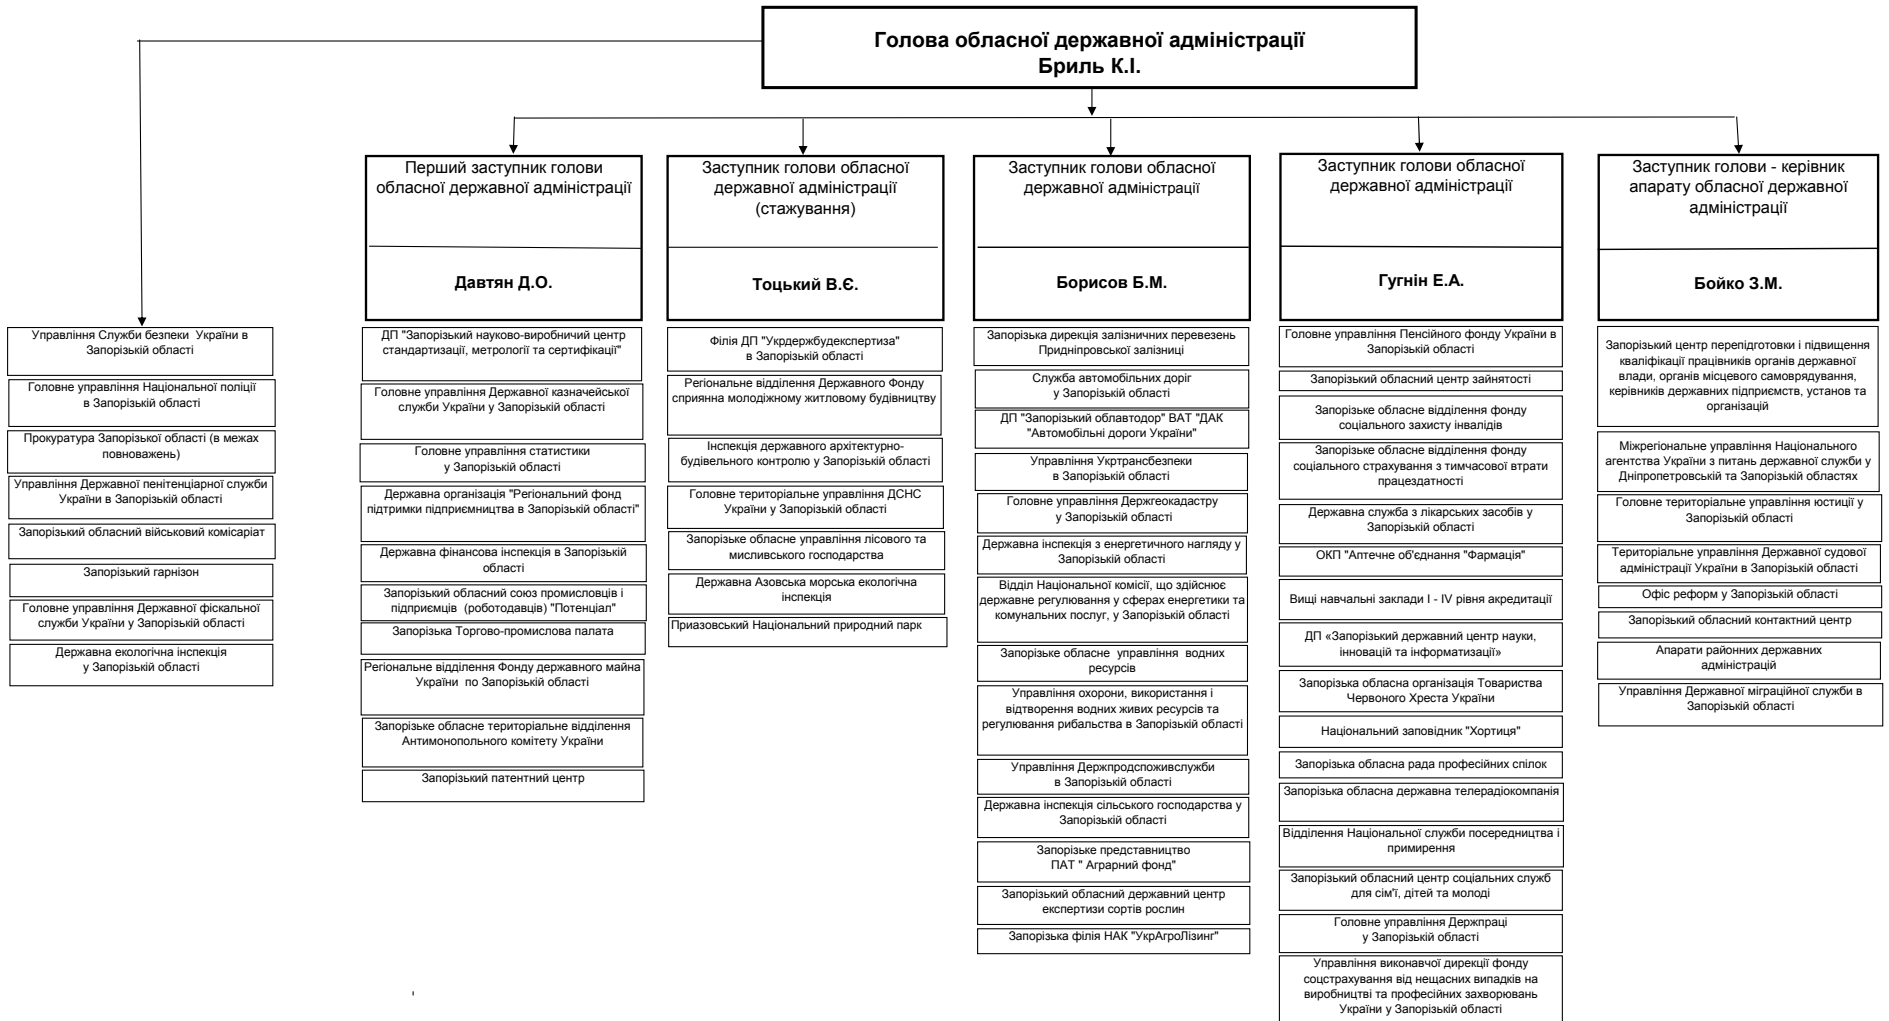 Голова обласної державної адміністрації
Бриль К.І.
Управління Служби безпеки України в
Запорізькій області
Головне управління Національної поліції
в Запорізькій області
Прокуратура Запорізької області (в межах
повноважень)
Управління Державної пенітенціарної служби
України в Запорізькій області
Запорізький обласний військовий комісаріат
Запорізький гарнізон
Головне управління Державної фіскальної
служби України у Запорізькій області
Державна екологічна інспекція
у Запорізькій області
Перший заступник голови
обласної державної адміністрації
Давтян Д.О.
ДП "Запорізький науково-виробничий центр
стандартизації, метрології та сертифікації"
Головне управління Державної казначейської
служби України у Запорізькій області
Головне управління статистики
у Запорізькій області
Державна організація "Регіональний фонд
підтримки підприємництва в Запорізькій області"
Державна фінансова інспекція в Запорізькій
області
Запорізький обласний союз промисловців і
підприємців (роботодавців) "Потенціал"
Запорізька Торгово-промислова палата
Регіональне відділення Фонду державного майна
України по Запорізькій області
Запорізьке обласне територіальне відділення
Антимонопольного комітету України
Запорізький патентний центр
Заступник голови обласної
державної адміністрації
(стажування)
Тоцький В.Є.
Філія ДП "Укрдержбудекспертиза"
в Запорізькій області
Регіональне відділення Державного Фонду
сприянна молодіжному житловому будівництву
Інспекція державного архітектурно-
будівельного контролю у Запорізькій області
Головне територіальне управління ДСНС
України у Запорізькій області
Запорізьке обласне управління лісового та
мисливського господарства
Державна Азовська морська екологічна
інспекція
Приазовський Національний природний парк
Заступник голови обласної
державної адміністрації
Борисов Б.М.
Запорізька дирекція залізничних перевезень
Придніпровської залізниці
Служба автомобільних доріг
у Запорізькій області
ДП "Запорізький облавтодор" ВАТ "ДАК
"Автомобільні дороги України"
Управління Укртрансбезпеки
в Запорізькій області
Головне управління Держгеокадастру
у Запорізькій області
Державна інспекція з енергетичного нагляду у
Запорізькій області
Відділ Національної комісії, що здійснює
державне регулювання у сферах енергетики та
комунальних послуг, у Запорізькій області
Запорізьке обласне управління водних
ресурсів
Управління охорони, використання і
відтворення водних живих ресурсів та
регулювання рибальства в Запорізькій області
Управління Держпродспоживслужби
в Запорізькій області
Державна інспекція сільського господарства у
Запорізькій області
Запорізьке представництво
ПАТ " Аграрний фонд"
Запорізький обласний державний центр
експертизи сортів рослин
Запорізька філія НАК "УкрАгроЛізинг"
Заступник голови обласної
державної адміністрації
Гугнін Е.А.
Головне управління Пенсійного фонду України в
Запорізькій області
Запорізький обласний центр зайнятості
Запорізьке обласне відділення фонду
соціального захисту інвалідів
Запорізьке обласне відділення фонду
соціального страхування з тимчасової втрати
працездатності
Державна служба з лікарських засобів у
Запорізькій області
ОКП "Аптечне об'єднання "Фармація"
Вищі навчальні заклади І - IV рівня акредитації
ДП «Запорізький державний центр науки,
інновацій та інформатизації»
Запорізька обласна організація Товариства
Червоного Хреста України
Національний заповідник "Хортиця"
Запорізька обласна рада професійних спілок
Запорізька обласна державна телерадіокомпанія
Відділення Національної служби посередництва і
примирення
Запорізький обласний центр соціальних служб
для сім'ї, дітей та молоді
Головне управління Держпраці
у Запорізькій області
Управління виконавчої дирекції фонду
соцстрахування від нещасних випадків на
виробництві та професійних захворювань
України у Запорізькій області
Заступник голови - керівник
апарату обласної державної
адміністрації
Бойко З.М.
Запорізький центр перепідготовки і підвищення
кваліфікації працівників органів державної
влади, органів місцевого самоврядування,
керівників державних підприємств, установ та
організацій
Міжрегіональне управління Національного
агентства України з питань державної служби у
Дніпропетровській та Запорізькій областях
Головне територіальне управління юстиції у
Запорізькій області
Територіальне управління Державної судової
адміністрації України в Запорізькій області
Офіс реформ у Запорізькій області
Запорізький обласний контактний центр
Апарати районних державних
адміністрацій
Управління Державної міграційної служби в
Запорізькій області